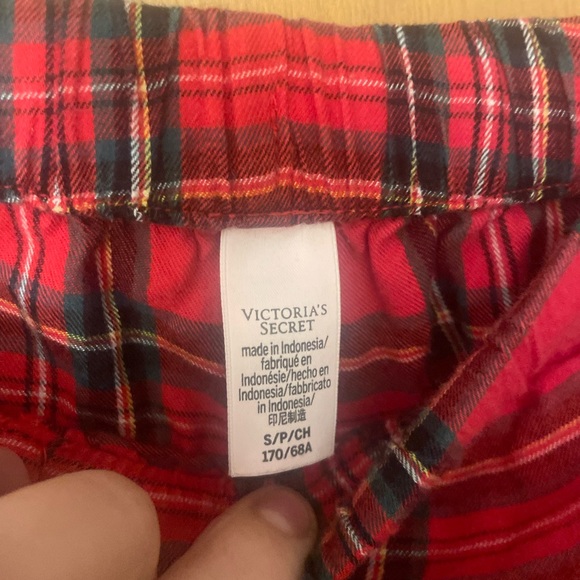 VICTORIA'S
SECRET
made in Indonesia/
fabriqué en
Indonésie/hecho en
Indonesia/fabbricato
in Indonesia/
印尼制造
S/P/CH
170/68A